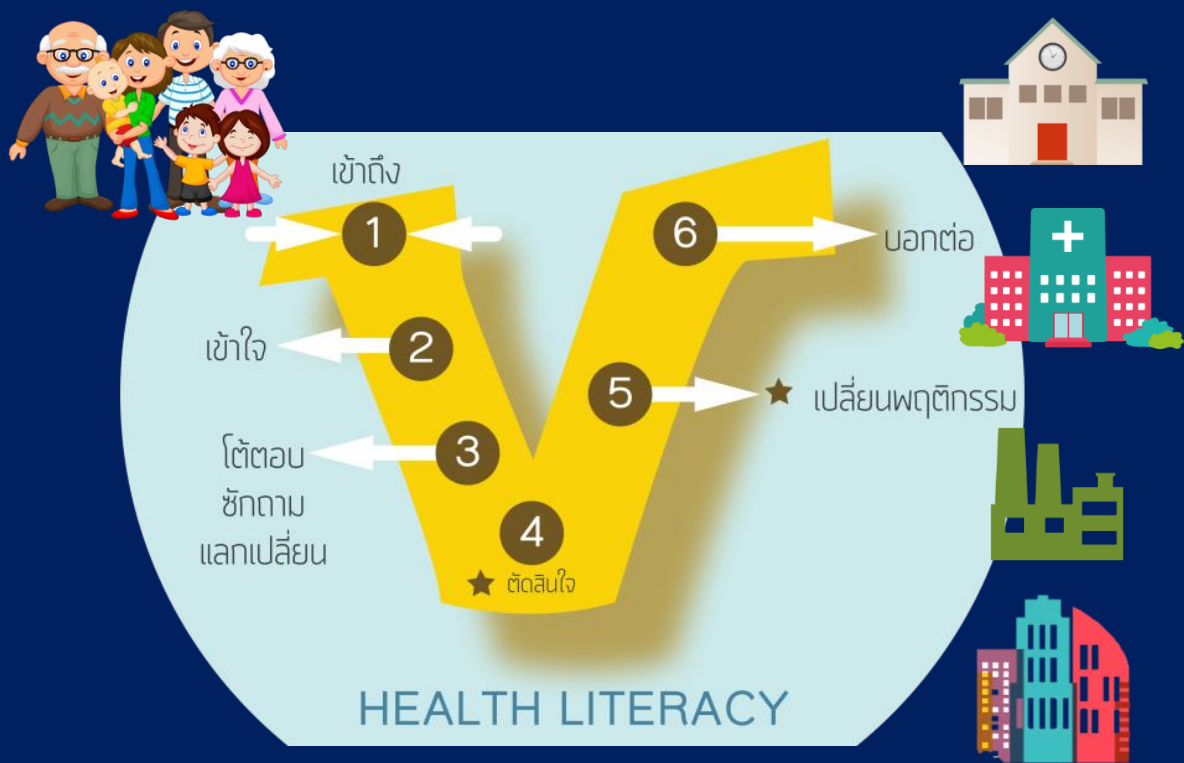 เข้าถึง
1
2
เข้าใจ
3
โต้ตอบ
ซักถาม
แลกเปลี่ยน
4
ตัดสินใจ
5
เปลี่ยนพฤติกรรม
6
บอกต่อ
HEALTH LITERACY